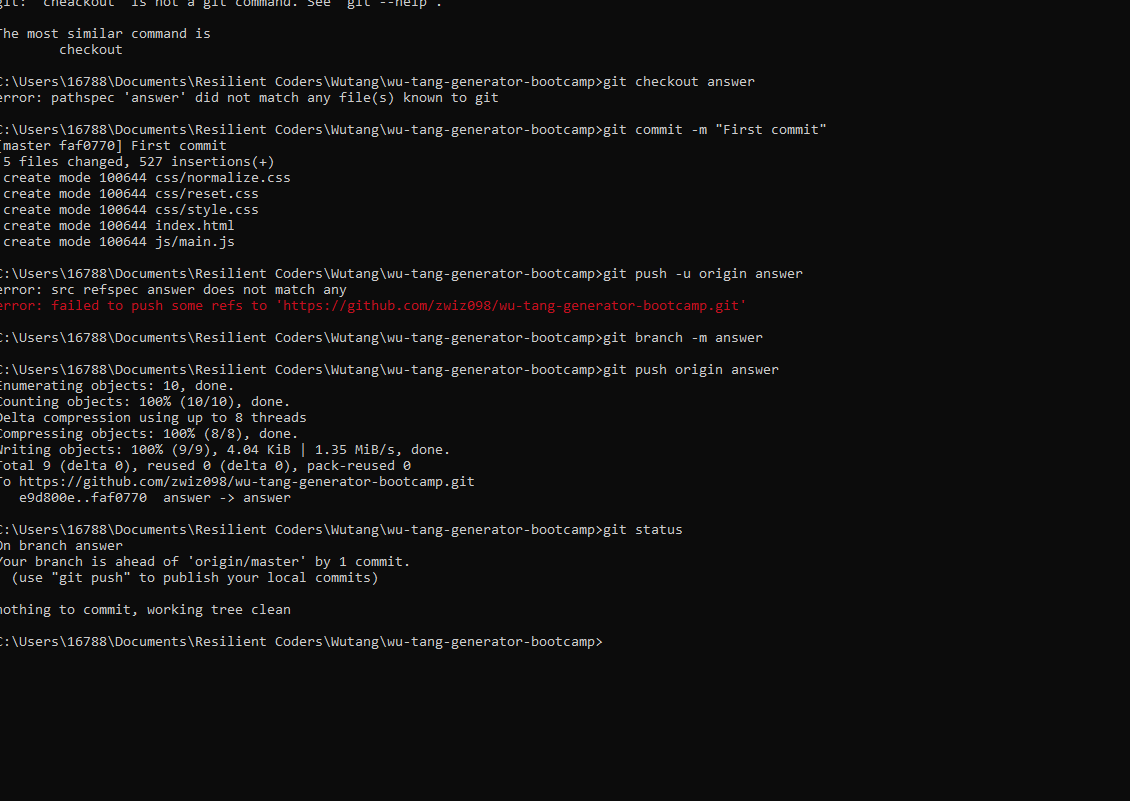 git: 'cheackout' is not a git command. See 'git --help'.
The most similar command is
checkout
C:\Users\16788\Documents\Resilient Coders\Wutang\wu-tang-generator-bootcamp>git checkout answer
error: pathspec 'answer' did not match any file(s) known to git
C:\Users\16788\Documents\Resilient Coders\Wutang\wu-tang-generator-bootcamp>git commit -m "First commit"
[master faf0770] First commit
5 files changed, 527 insertions(+)
create mode 100644 css/normalize.css
create mode 100644 css/reset.css
create mode 100644 css/style.css
create mode 100644 index.html
create mode 100644 js/main.js
C:\Users\16788\Documents\Resilient Coders\Wutang\wu-tang-generator-bootcamp>git push -u origin answer
error: src refspec answer does not match any
error: failed to push some refs to 'https://github.com/zwiz098/wu-tang-generator-bootcamp.git'
C:\Users\16788\Documents\Resilient Coders\Wutang\wu-tang-generator-bootcamp>git branch -m answer
C:\Users\16788\Documents\Resilient Coders\Wutang\wu-tang-generator-bootcamp>git push origin answer
Enumerating objects: 10, done.
Counting objects: 100% (10/10), done.
Delta compression using up to 8 threads
Compressing objects: 100% (8/8), done.
Writing objects: 100% (9/9), 4.04 KiB | 1.35 MiB/s, done.
Total 9 (delta 0), reused 0 (delta 0), pack-reused 0
To https://github.com/zwiz098/wu-tang-generator-bootcamp.git
e9d800e..faf0770  answer -> answer
C:\Users\16788\Documents\Resilient Coders\Wutang\wu-tang-generator-bootcamp>git status
On branch answer
Your branch is ahead of 'origin/master' by 1 commit.
(use "git push" to publish your local commits)
nothing to commit, working tree clean
C:\Users\16788\Documents\Resilient Coders\Wutang\wu-tang-generator-bootcamp>